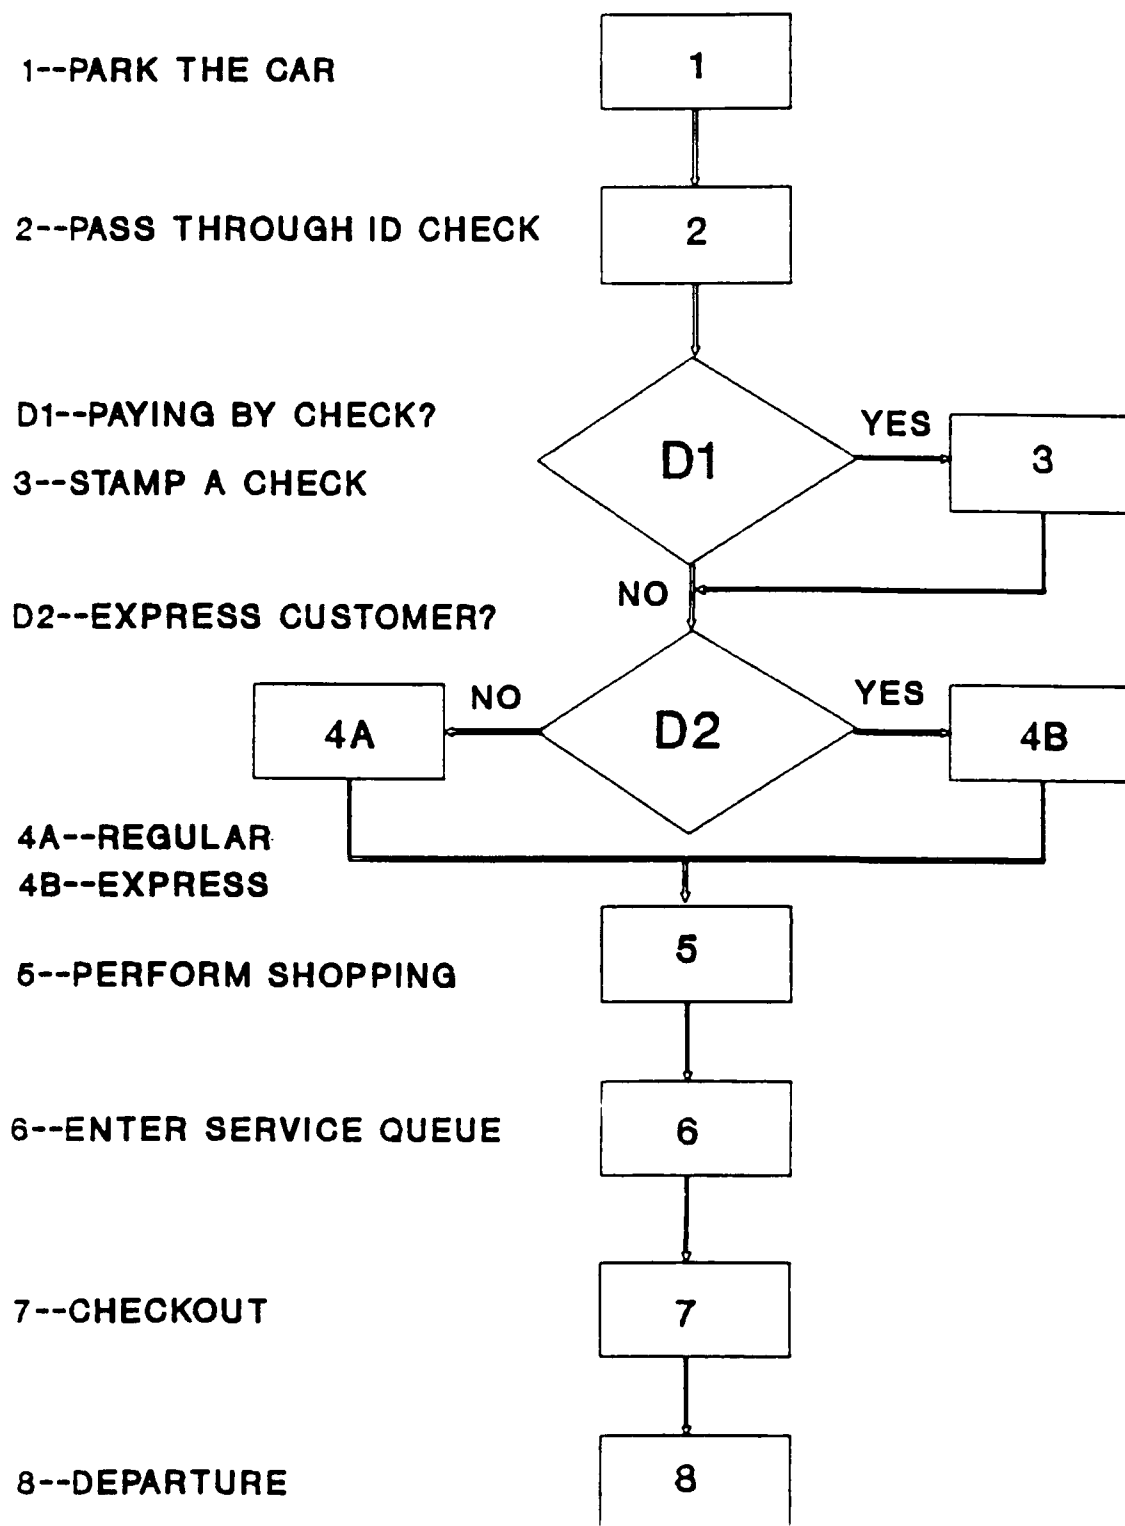 1--PARK THE CAR
1
2--PASS THROUGH ID CHECK
2
D1--PAYING BY CHECK?
YES
D1
3
3--STAMP A CHECK
NO
D2--EXPRESS CUSTOMER?
NO
YES
4A
D2
4B
4A--REGULAR
4B--EXPRESS
5
5--PERFORM SHOPPING
6--ENTER SERVICE QUEUE
6
7--CHECKOUT
7
8--DEPARTURE
8